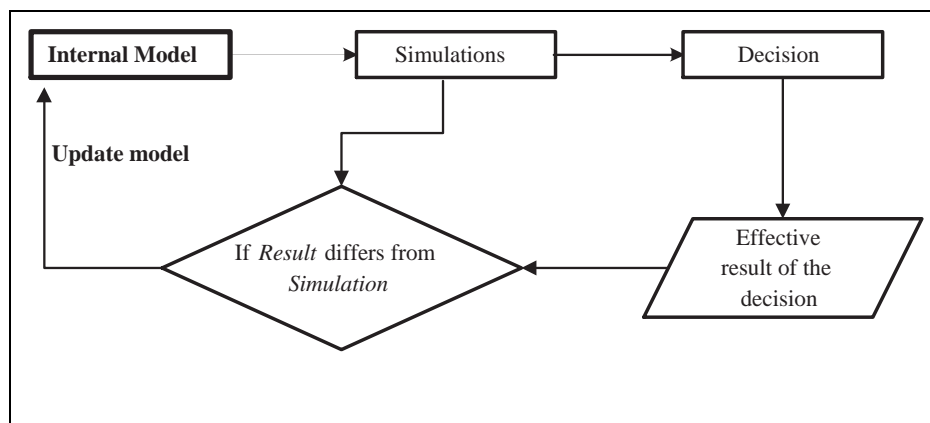 Internal Model
Simulations
Decision
Update model
If Result differs from
Simulation
Effective
result of the
decision